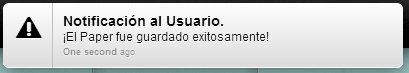 Notificación al Usuario.
¡El Paper fue guardado exitosamente!
One second ago